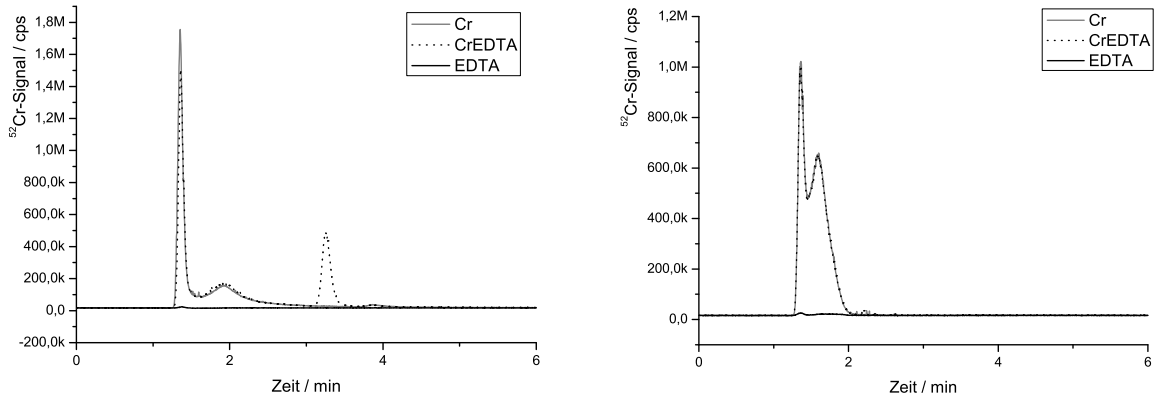 1,8M
1,6M
1,4M
1,2M
1,0M
800,0k
600,0k
400,0k
200,0k
0,0
-200,0k
⁵²Cr-Signal / cps
0 2 4 6
Zeit / min
Cr
CrEDTA
EDTA
1,2M
1,0M
800,0k
600,0k
400,0k
200,0k
0,0
⁵²Cr-Signal / cps
0 2 4 6
Zeit / min
Cr
CrEDTA
EDTA